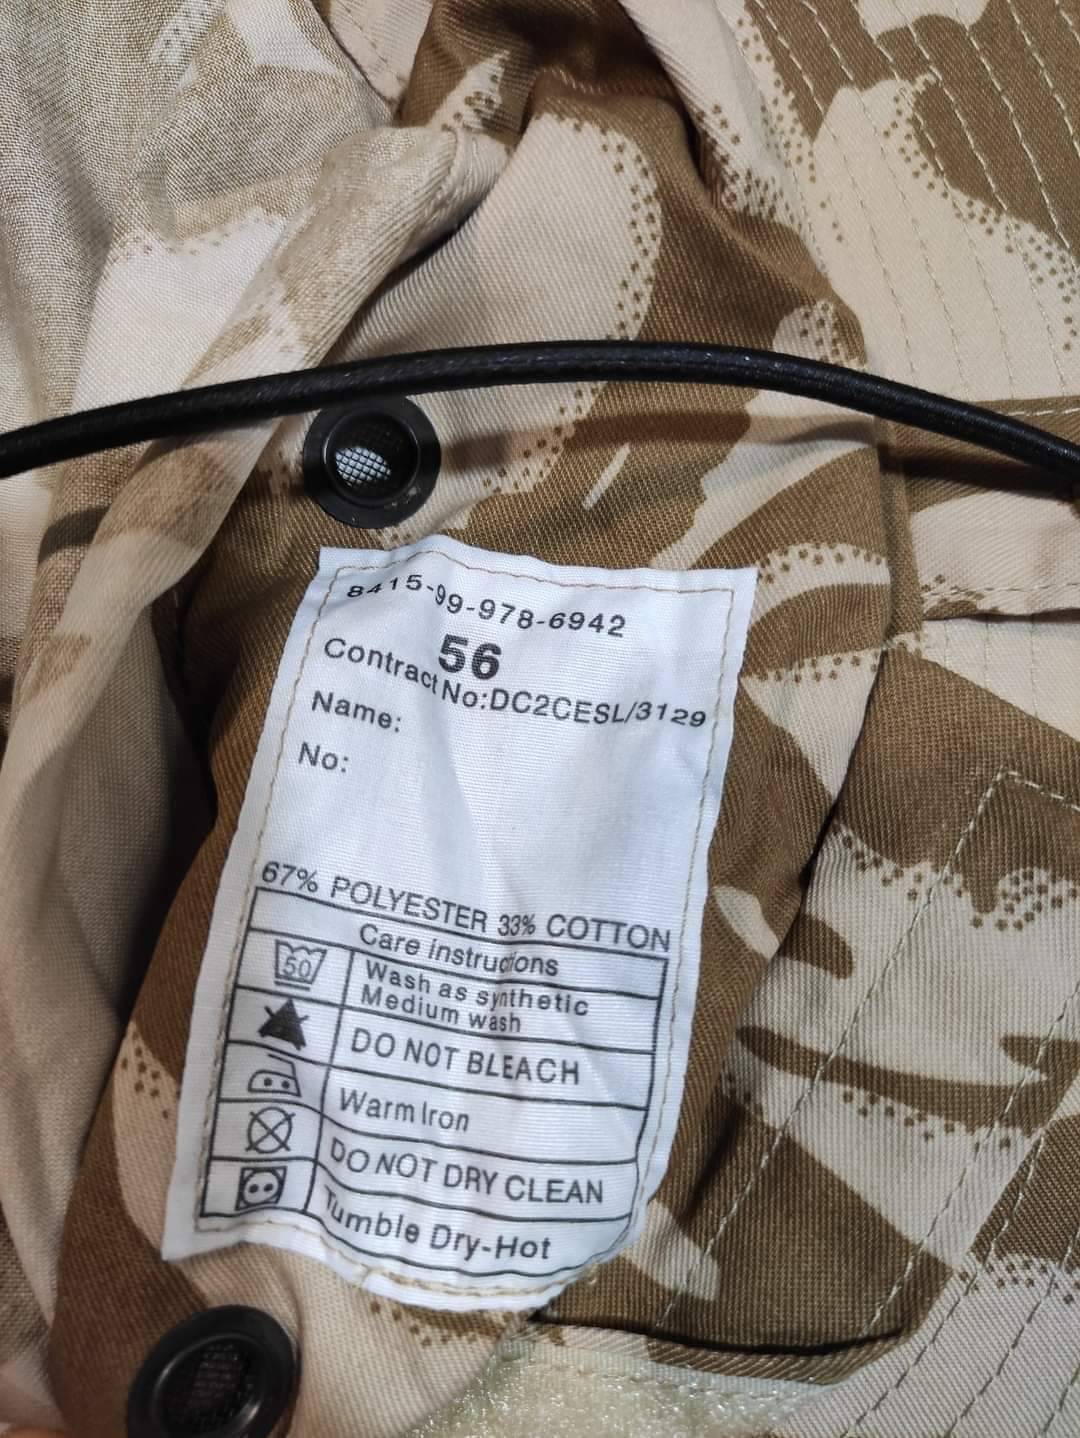 8415-99-978-6942
56
Contract No:DC2CESL/3129
Name:
No:
67% POLYESTER 33% COTTON
Care instructions
50
Wash as synthetic
Medium wash
DO NOT BLEACH
Warm Iron
DO NOT DRY CLEAN
Tumble Dry-Hot